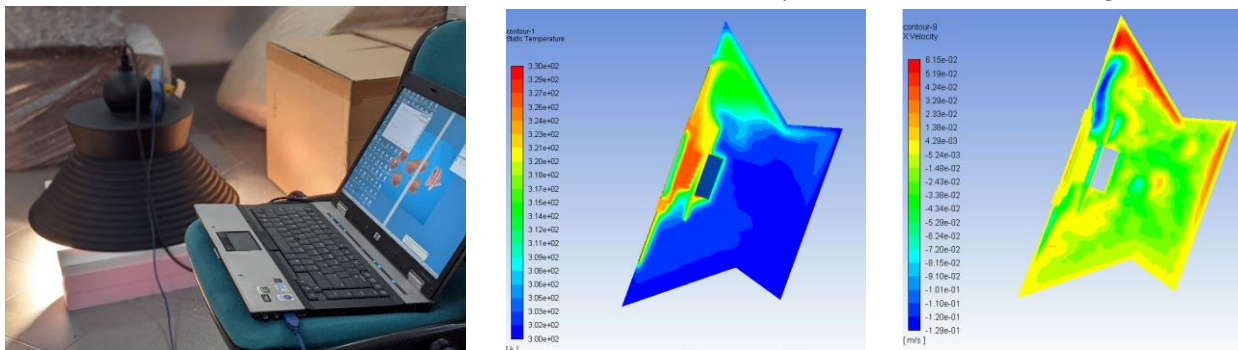 contour-1
Static Temperature
3.30e+02
3.29e+02
3.27e+02
3.26e+02
3.24e+02
3.23e+02
3.21e+02
3.20e+02
3.18e+02
3.17e+02
3.15e+02
3.14e+02
3.12e+02
3.11e+02
3.09e+02
3.08e+02
3.06e+02
3.05e+02
3.03e+02
3.02e+02
3.00e+02
contour-9
X Velocity
6.15e-02
5.19e-02
4.24e-02
3.29e-02
2.33e-02
1.38e-02
4.29e-03
-5.24e-03
-1.48e-02
-2.43e-02
-3.38e-02
-4.34e-02
-5.29e-02
-6.24e-02
-7.20e-02
-8.15e-02
-9.10e-02
-1.01e-01
-1.10e-01
-1.20e-01
-1.29e-01
[ m/s ]